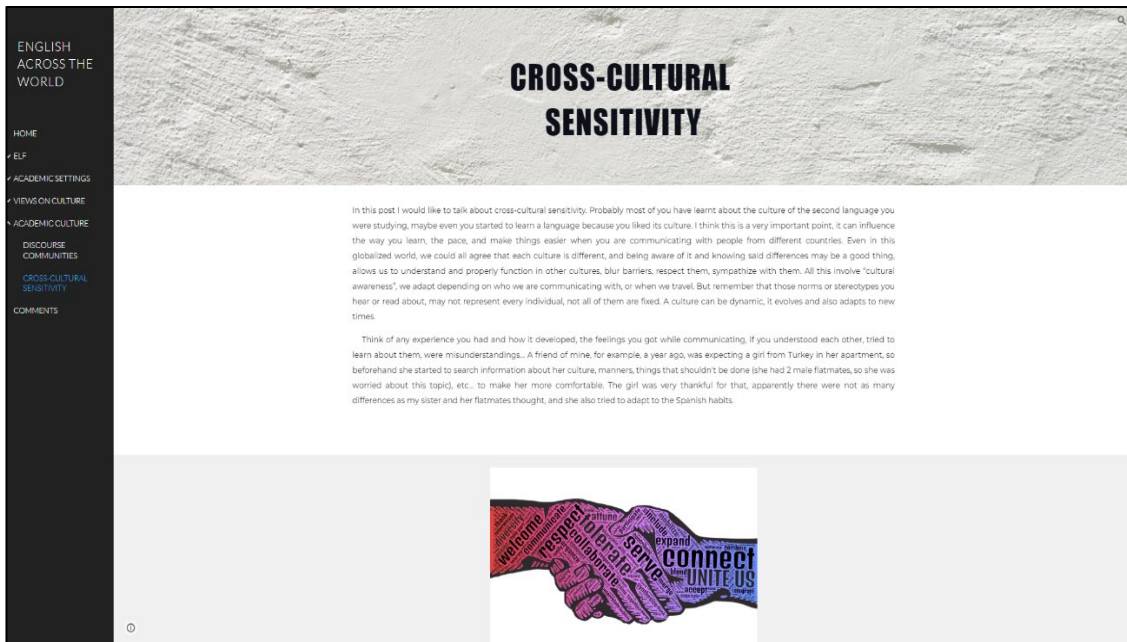 ENGLISH
ACROSS THE
WORLD
HOME
ELF
ACADEMIC SETTINGS
VIEWS ON CULTURE
ACADEMIC CULTURE
DISCOURSE
COMMUNITIES
CROSS-CULTURAL
SENSITIVITY
COMMENTS
CROSS-CULTURAL
SENSITIVITY
In this post I would like to talk about cross-cultural sensitivity. Probably most of you have learnt about the culture of the second language you
were studying, maybe even you started to learn a language because you liked its culture. I think this is a very important point, it can influence
the way you learn, the pace, and make things easier when you are communicating with people from different countries. Even in this
globalized world, we could all agree that each culture is different, and being aware of it and knowing said differences may be a good thing,
allows us to understand and properly function in other cultures, blur barriers, respect them, sympathize with them. All this involve "cultural
awareness", we adapt depending on who we are communicating with, or when we travel. But remember that those norms or stereotypes you
hear or read about, may not represent every individual, not all of them are fixed. A culture can be dynamic, it evolves and also adapts to new
times.
Think of any experience you had and how it developed, the feelings you got while communicating, if you understood each other, tried to
learn about them, were misunderstandings... A friend of mine, for example, a year ago, was expecting a girl from Turkey in her apartment, so
beforehand she started to search information about her culture, manners, things that shouldn't be done (she had 2 male flatmates, so she was
worried about this topic), etc... to make her more comfortable. The girl was very thankful for that, apparently there were not as many
differences as my sister and her flatmates thought, and she also tried to adapt to the Spanish habits.
welcome
communicate
respect
collaborate
tolerate
attune
serve
include
expand
connect
blend
UNITE US
accept